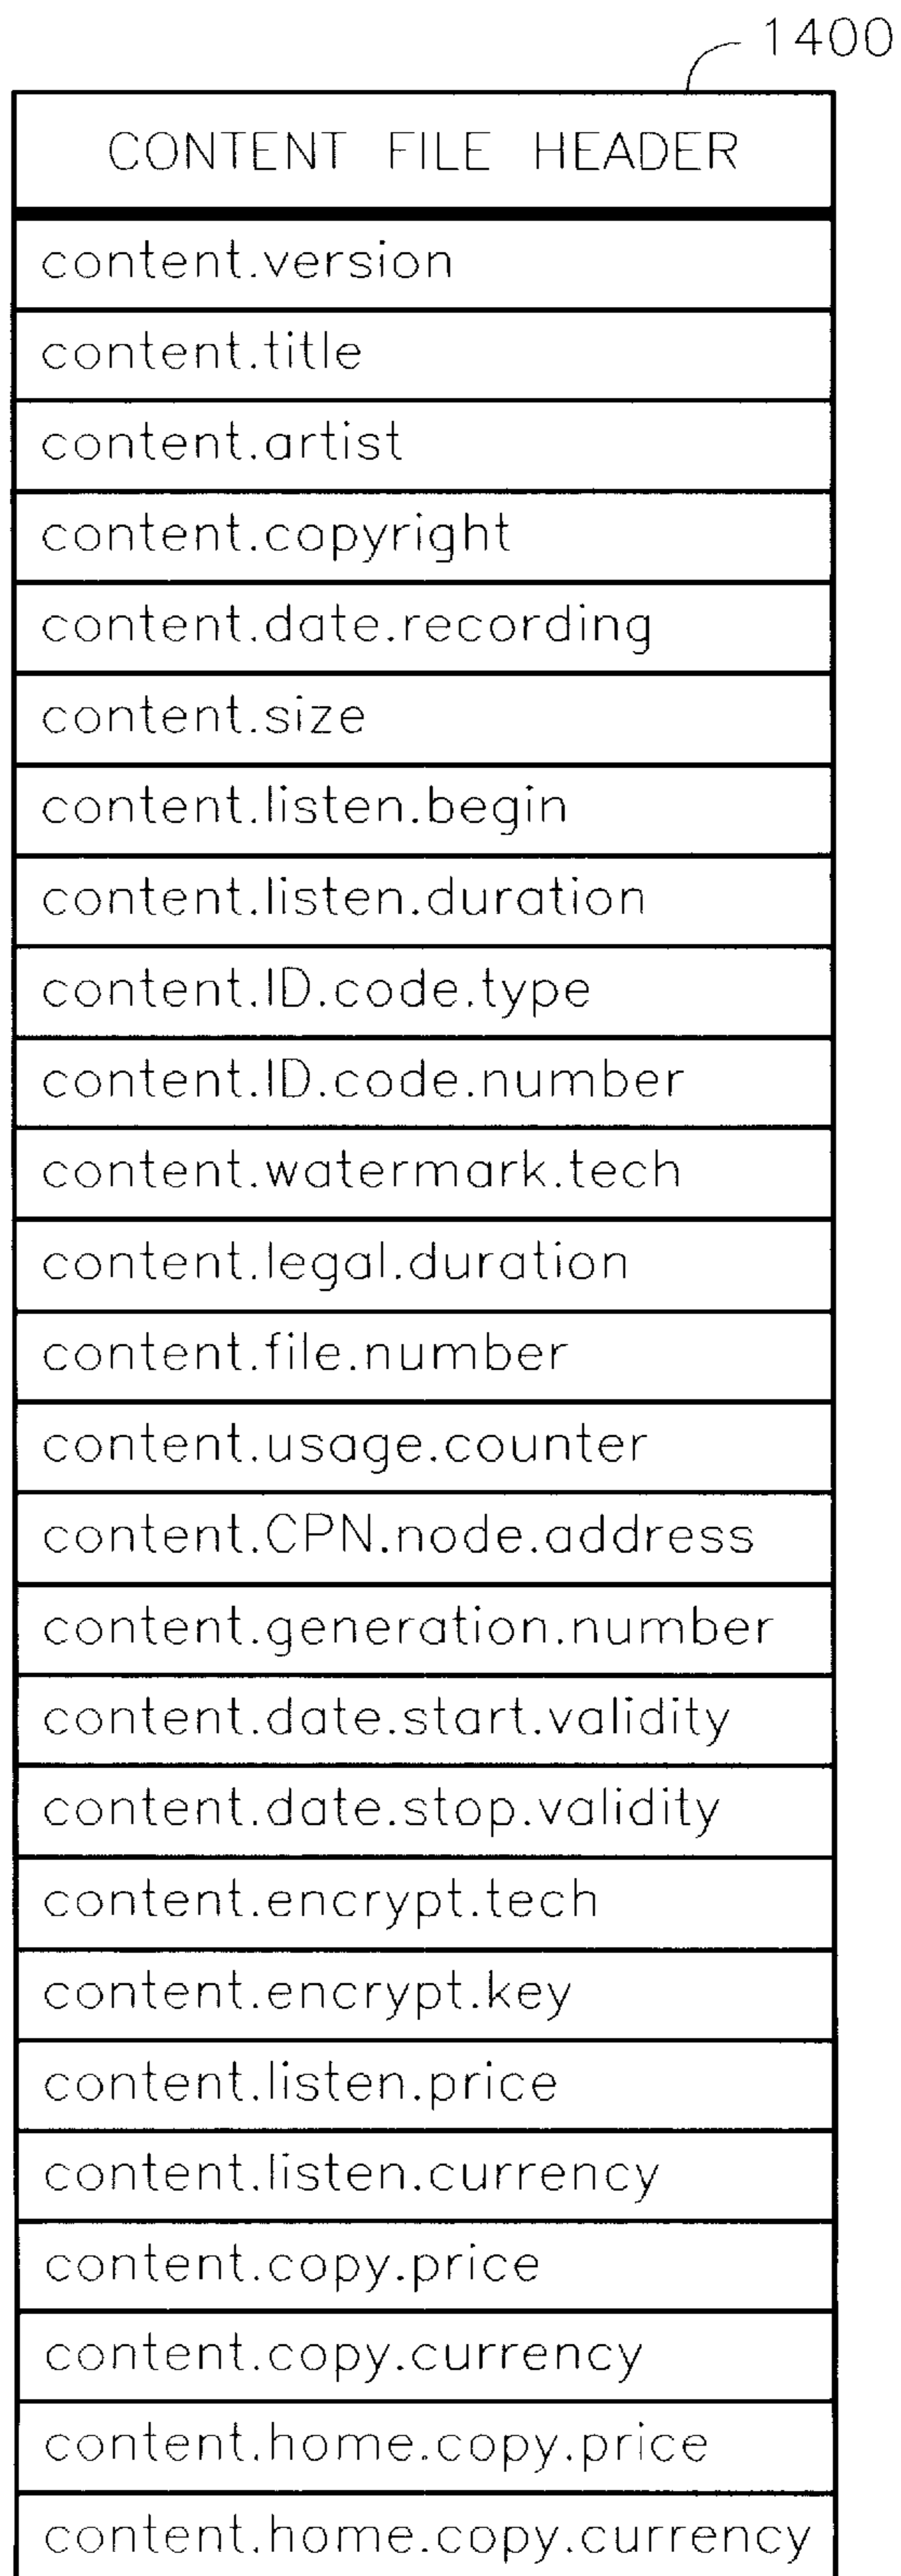 1400
CONTENT FILE HEADER
content.version
content.title
content.artist
content.copyright
content.date.recording
content.size
content.listen.begin
content.listen.duration
content.ID.code.type
content.ID.code.number
content.watermark.tech
content.legal.duration
content.file.number
content.usage.counter
content.CPN.node.address
content.generation.number
content.date.start.validity
content.date.stop.validity
content.encrypt.tech
content.encrypt.key
content.listen.price
content.listen.currency
content.copy.price
content.copy.currency
content.home.copy.price
content.home.copy.currency